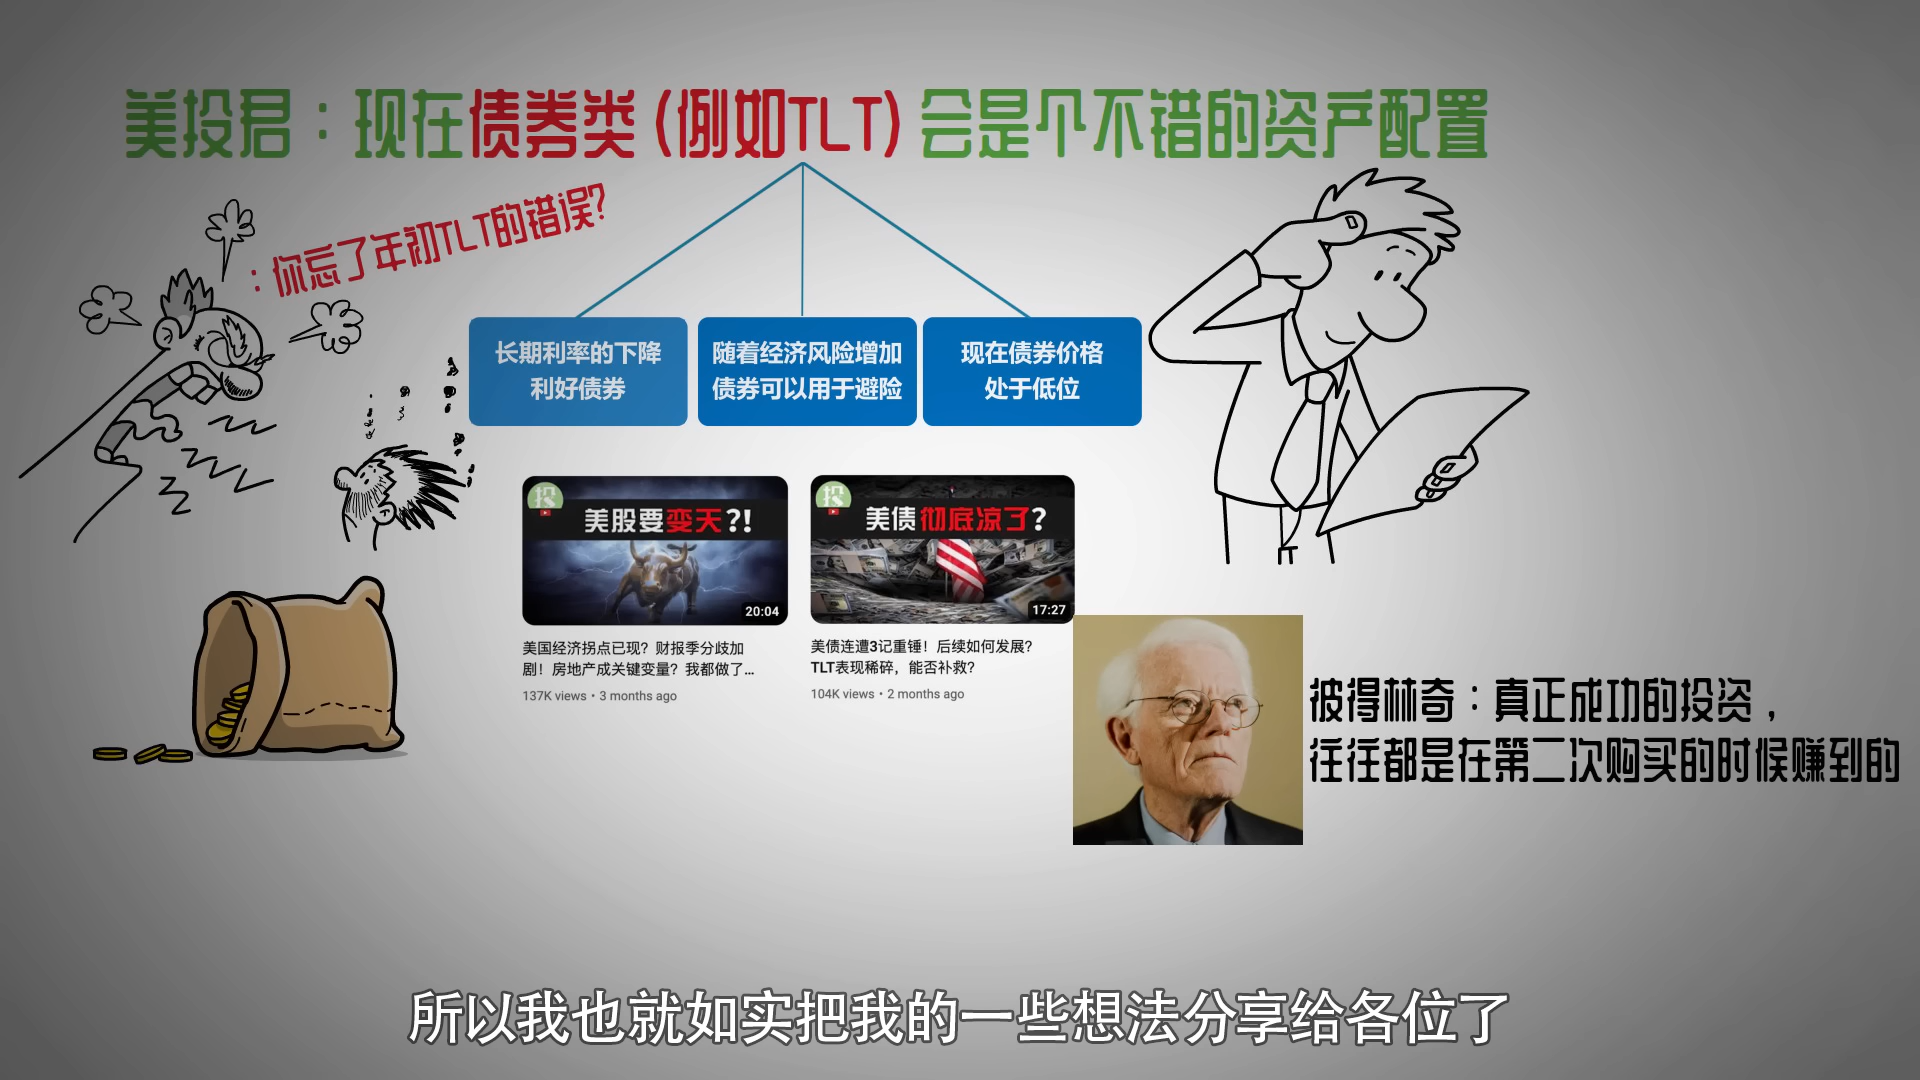 美投君：现在债券类(例如TLT)会是个不错的资产配置
：你忘了年初TLT的错误?
长期利率的下降
利好债券
随着经济风险增加
债券可以用于避险
现在债券价格
处于低位
投
美股要变天?!
20:04
美国经济拐点已现？财报季分歧加
剧！房地产成关键变量？我都做了...
137K views・3 months ago
投
美债彻底凉了?
17:27
美债连遭3记重锤！后续如何发展？
TLT表现稀碎，能否补救？
104K views・2 months ago
彼得林奇：真正成功的投资，
往往都是在第二次购买的时候赚到的
所以我也就如实把我的一些想法分享给各位了